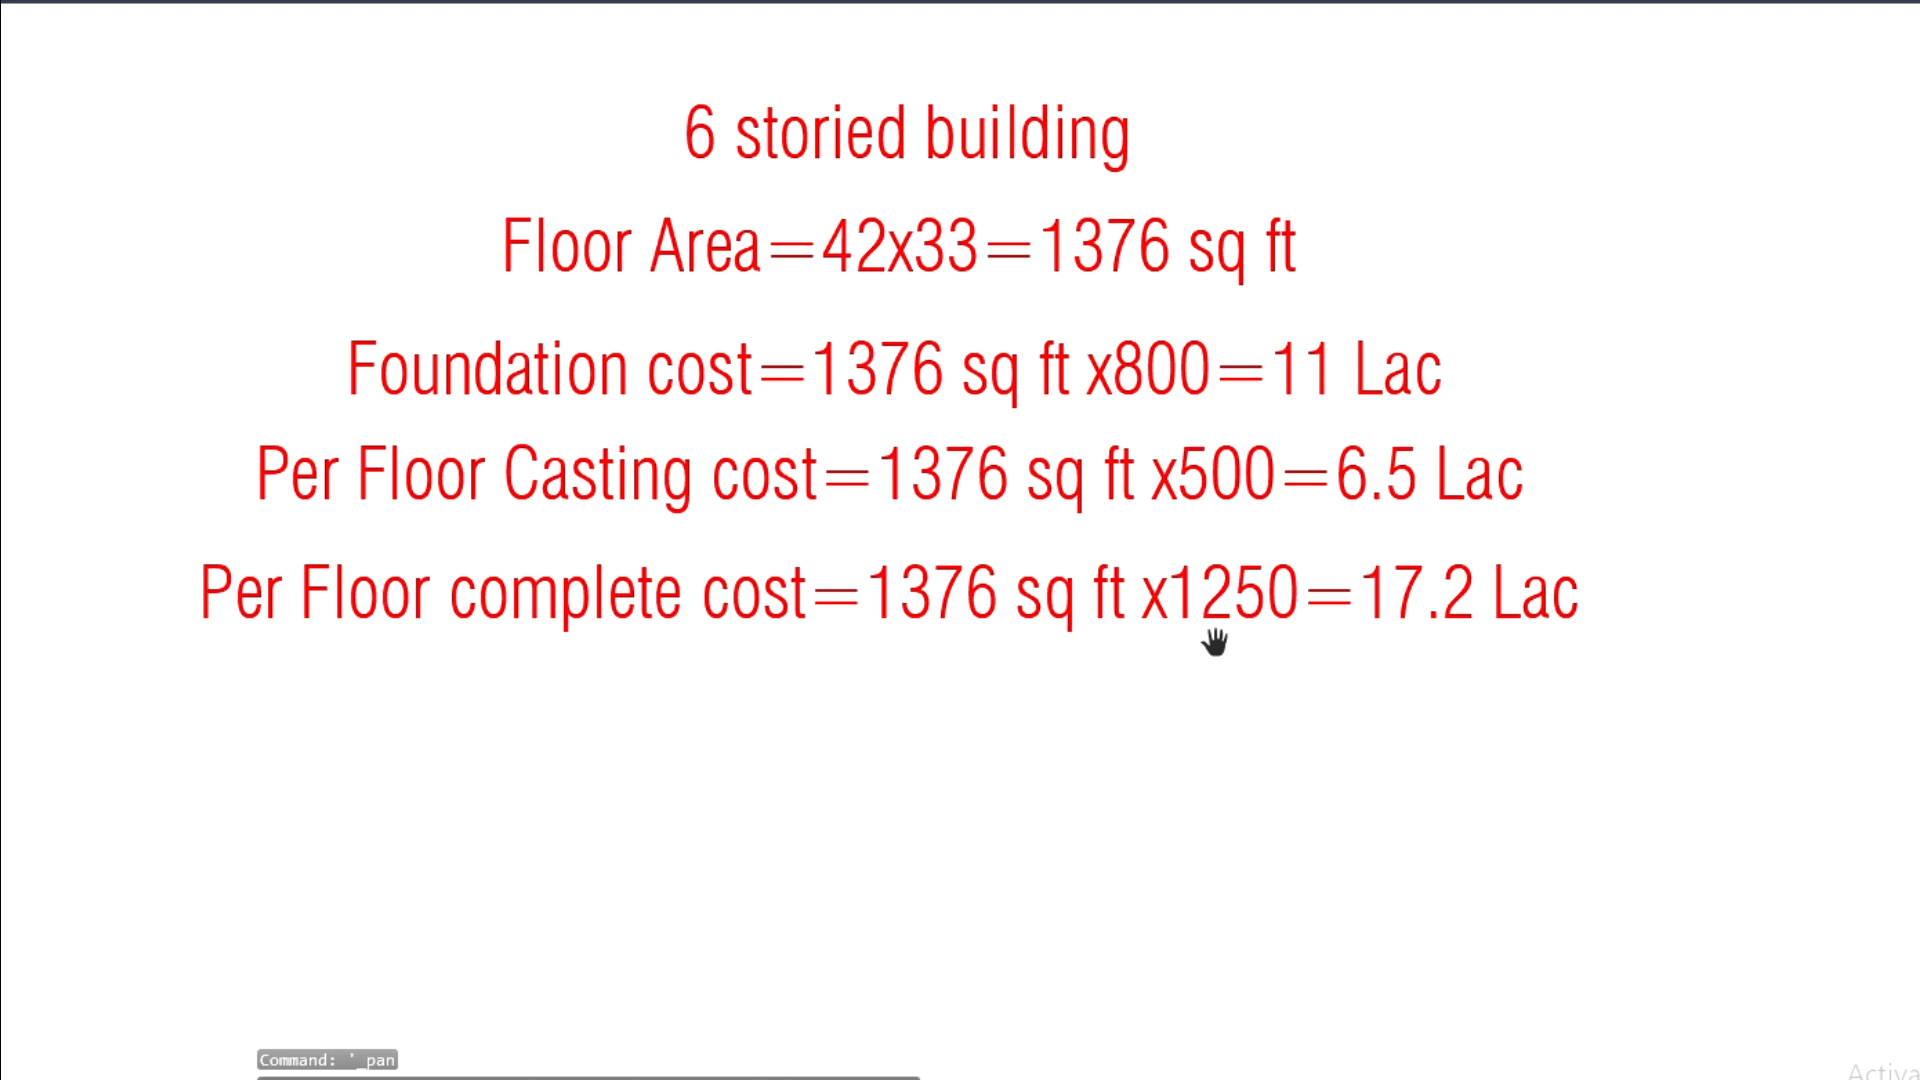 6 storied building
Floor Area=42x33=1376 sq ft
Foundation cost=1376 sq ft x800=11 Lac
Per Floor Casting cost=1376 sq ft x500=6.5 Lac
Per Floor complete cost=1376 sq ft x1250=17.2 Lac
Command: '_pan
Activa